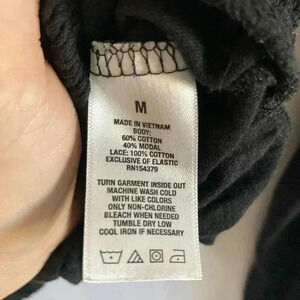 M
MADE IN VIETNAM
BODY:
60% COTTON
40% MODAL
LACE: 100% COTTON
EXCLUSIVE OF ELASTIC
RN154379
TURN GARMENT INSIDE OUT
MACHINE WASH COLD
WITH LIKE COLORS
ONLY NON-CHLORINE
BLEACH WHEN NEEDED
TUMBLE DRY LOW
COOL IRON IF NECESSARY